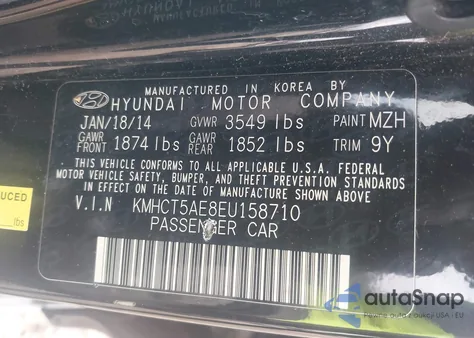 MANUFACTURED IN KOREA BY
HYUNDAI MOTOR COMPANY
JAN/18/14 GVWR 3549 lbs PAINT MZH
GAWR FRONT 1874 lbs GAWR REAR 1852 lbs TRIM 9Y
THIS VEHICLE CONFORMS TO ALL APPLICABLE U.S.A. FEDERAL
MOTOR VEHICLE SAFETY, BUMPER, AND THEFT PREVENTION STANDARDS
IN EFFECT ON THE DATE OF MANUFACTURE SHOWN ABOVE.
V.I.N KMHCT5AE8EU158710
PASSENGER CAR
UCED
lbs
autoSnap